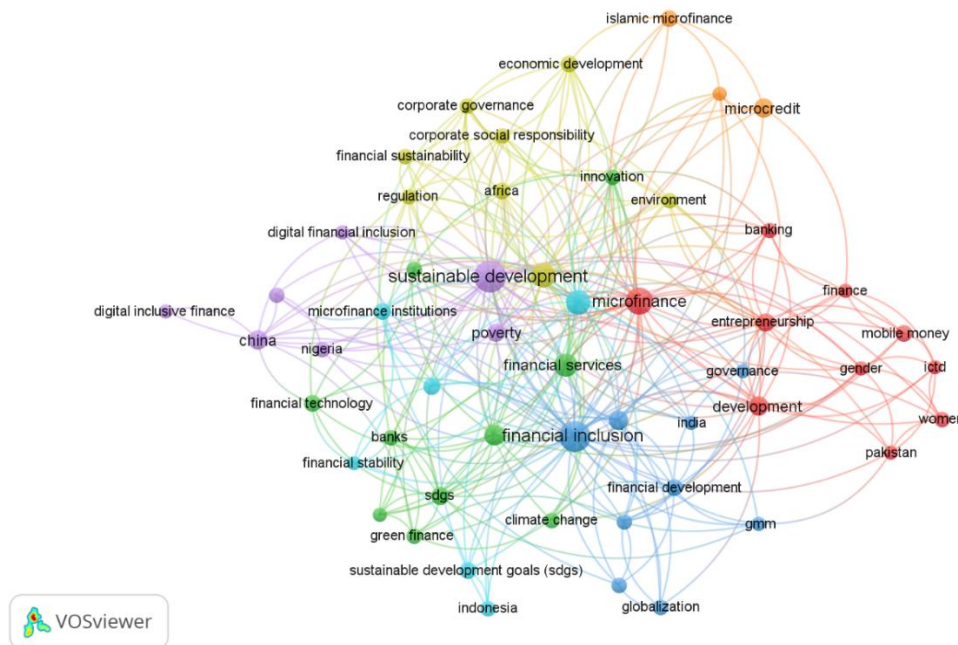 islamic microfinance
economic development
corporate governance
microcredit
corporate social responsibility
financial sustainability
innovation
regulation
africa
environment
digital financial inclusion
banking
sustainable development
finance
digital inclusive finance
microfinance institutions
microfinance
entrepreneurship
mobile money
china
poverty
nigeria
financial services
governance
gender
ictd
financial technology
development
women
india
banks
financial inclusion
pakistan
financial stability
sdgs
financial development
climate change
gmm
green finance
sustainable development goals (sdgs)
indonesia
globalization
VOSviewer